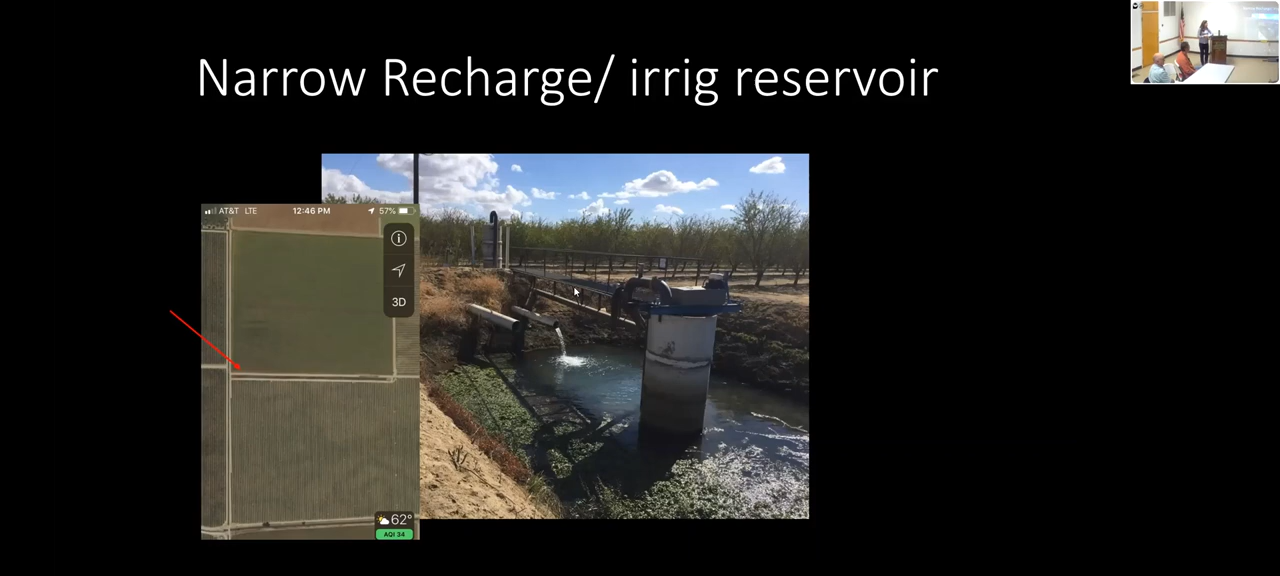 Narrow Recharge/ irrig reservoir
AT&T LTE 12:46 PM 57%
3D
62°
AQI 34